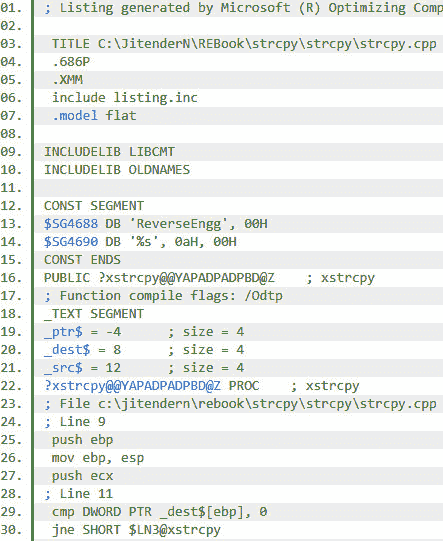 01. ; Listing generated by Microsoft (R) Optimizing Comp
02.
03. TITLE C:\JitenderN\REBook\strcpy\strcpy\strcpy.cpp
04. .686P
05. .XMM
06. include listing.inc
07. .model flat
08.
09. INCLUDELIB LIBCMT
10. INCLUDELIB OLDNAMES
11.
12. CONST SEGMENT
13. $SG4688 DB 'ReverseEngg', 00H
14. $SG4690 DB '%s', 0aH, 00H
15. CONST ENDS
16. PUBLIC ?xstrcpy@@YAPADPADPBD@Z ; xstrcpy
17. ; Function compile flags: /Odtp
18. _TEXT SEGMENT
19. _ptr$ = -4 ; size = 4
20. _dest$ = 8 ; size = 4
21. _src$ = 12 ; size = 4
22. ?xstrcpy@@YAPADPADPBD@Z PROC ; xstrcpy
23. ; File c:\jitendern\rebook\strcpy\strcpy\strcpy.cpp
24. ; Line 9
25. push ebp
26. mov ebp, esp
27. push ecx
28. ; Line 11
29. cmp DWORD PTR _dest$[ebp], 0
30. jne SHORT $LN3@xstrcpy